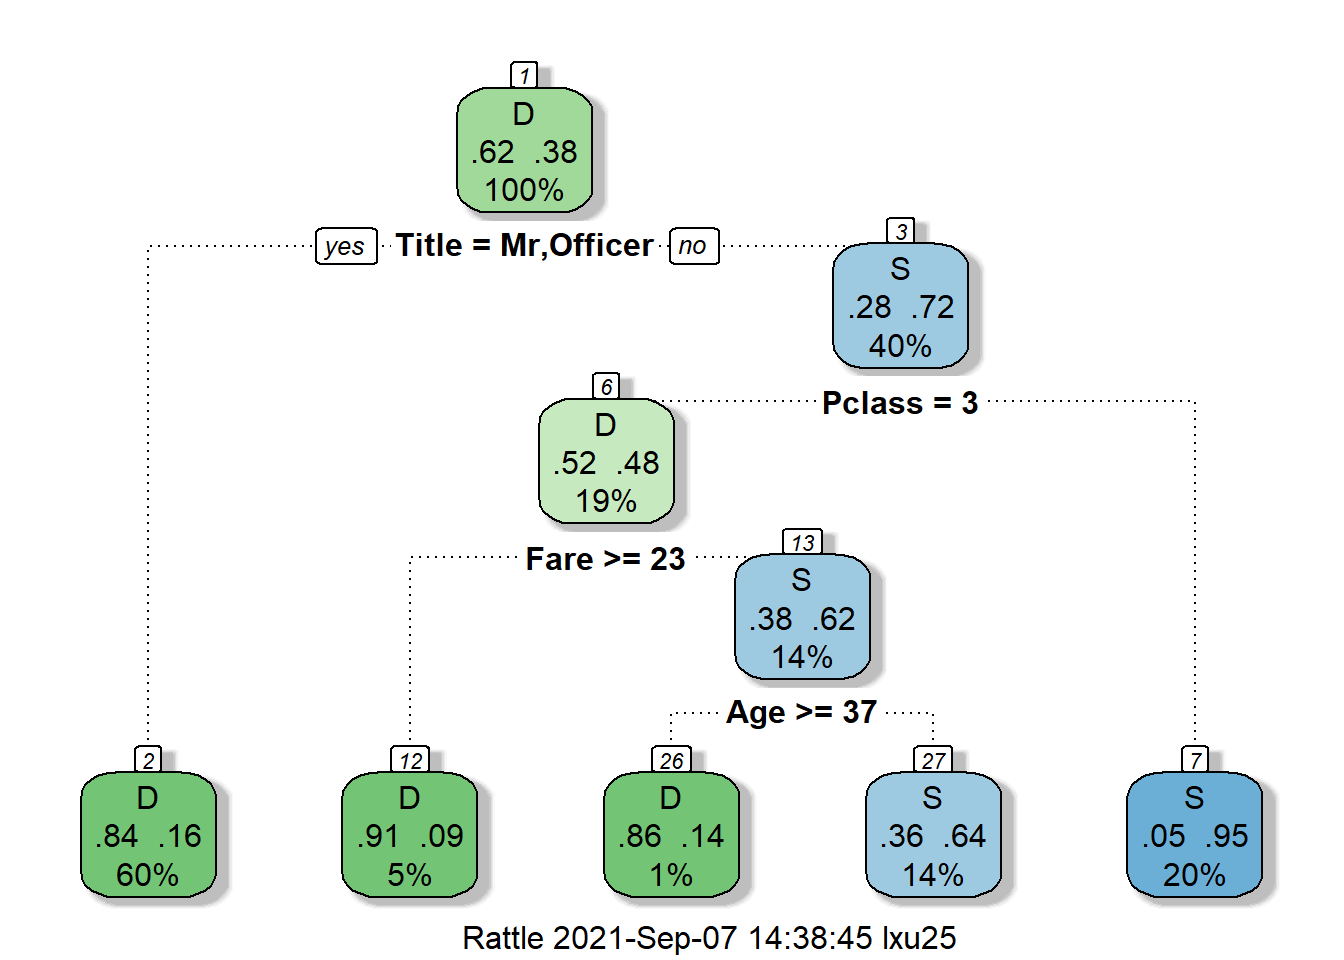 1
D
.62 .38
100%
yes Title = Mr,Officer no
3
S
.28 .72
40%
Pclass = 3
6
D
.52 .48
19%
Fare >= 23
13
S
.38 .62
14%
Age >= 37
2
D
.84 .16
60%
12
D
.91 .09
5%
26
D
.86 .14
1%
27
S
.36 .64
14%
7
S
.05 .95
20%
Rattle 2021-Sep-07 14:38:45 lxu25